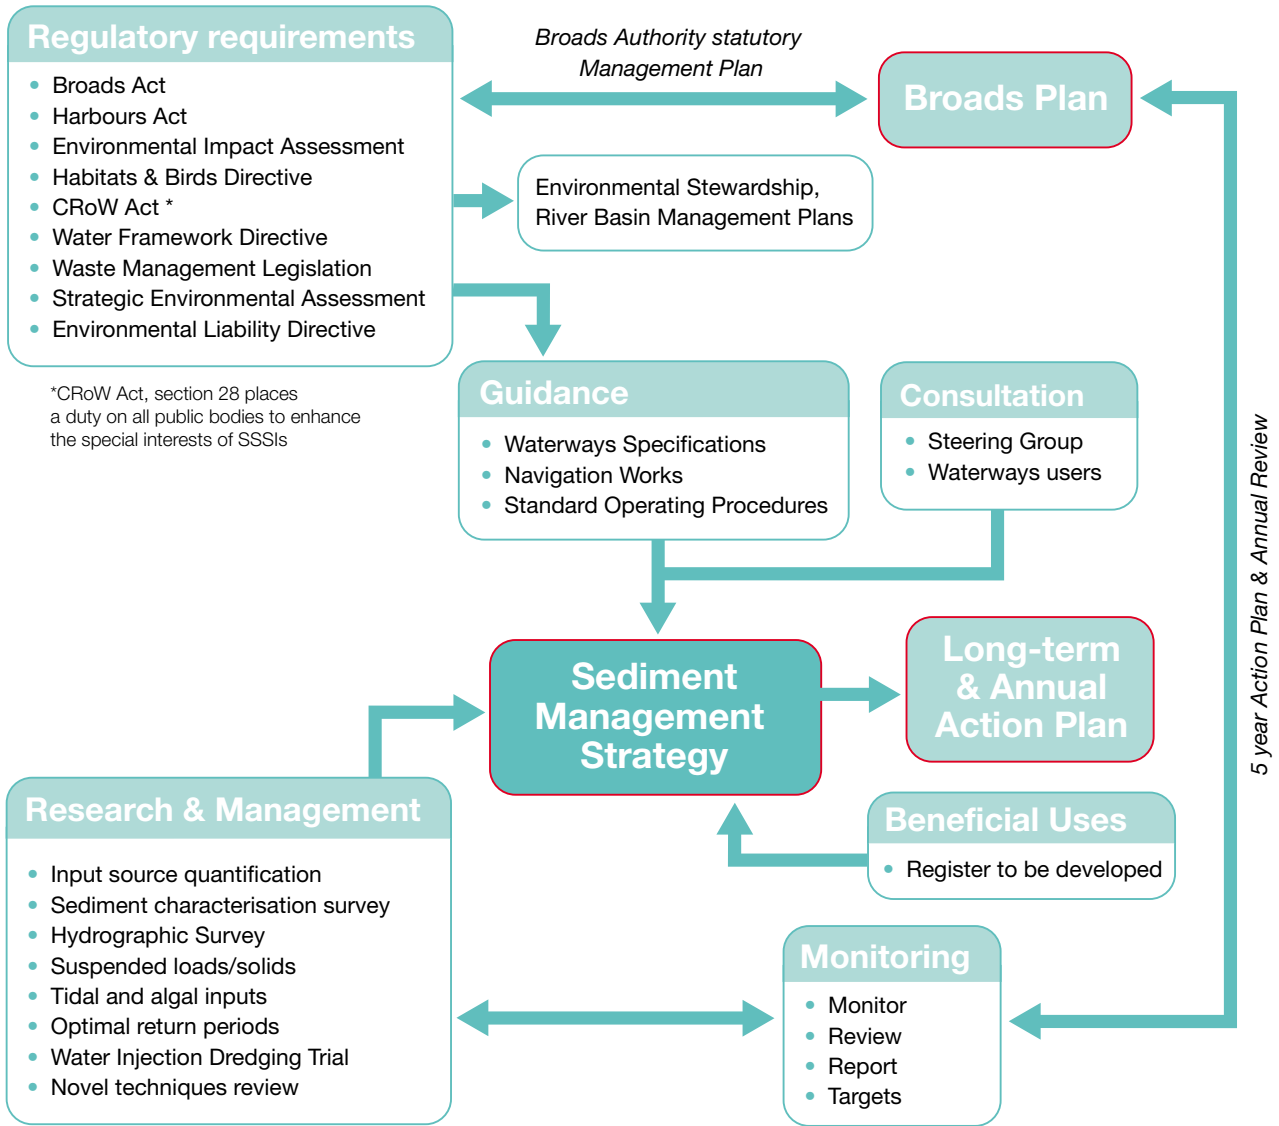 Regulatory requirements
• Broads Act
• Harbours Act
• Environmental Impact Assessment
• Habitats & Birds Directive
• CRoW Act *
• Water Framework Directive
• Waste Management Legislation
• Strategic Environmental Assessment
• Environmental Liability Directive
*CRoW Act, section 28 places
a duty on all public bodies to enhance
the special interests of SSSIs
Broads Authority statutory
Management Plan
Broads Plan
Environmental Stewardship,
River Basin Management Plans
Guidance
• Waterways Specifications
• Navigation Works
• Standard Operating Procedures
Consultation
• Steering Group
• Waterways users
5 year Action Plan & Annual Review
Sediment
Management
Strategy
Long-term
& Annual
Action Plan
Research & Management
• Input source quantification
• Sediment characterisation survey
• Hydrographic Survey
• Suspended loads/solids
• Tidal and algal inputs
• Optimal return periods
• Water Injection Dredging Trial
• Novel techniques review
Beneficial Uses
• Register to be developed
Monitoring
• Monitor
• Review
• Report
• Targets